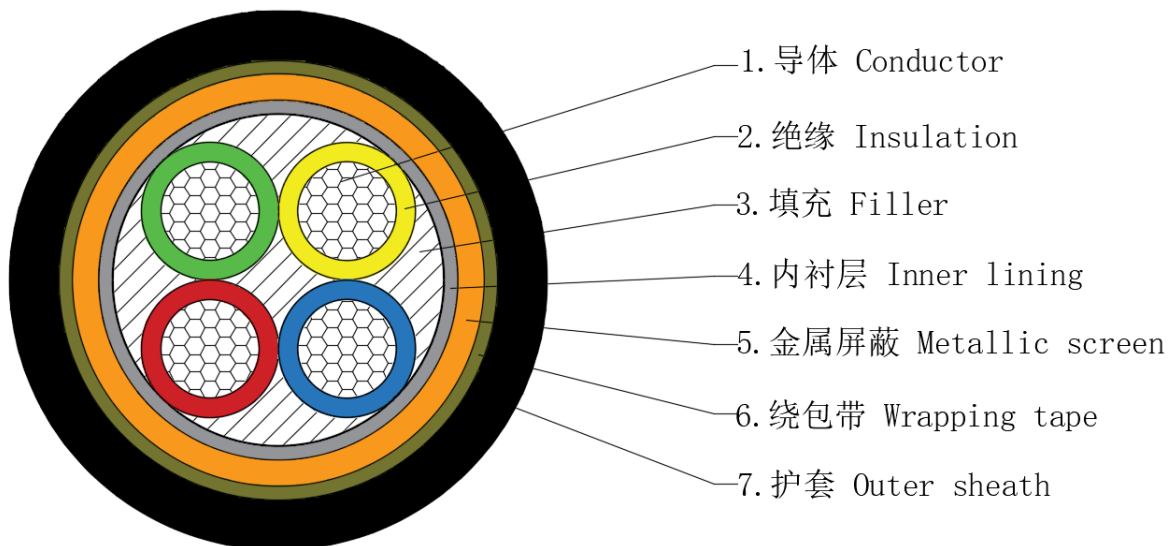 1.导体 Conductor
2.绝缘 Insulation
3.填充 Filler
4.内衬层 Inner lining
5.金属屏蔽 Metallic screen
6.绕包带 Wrapping tape
7.护套 Outer sheath